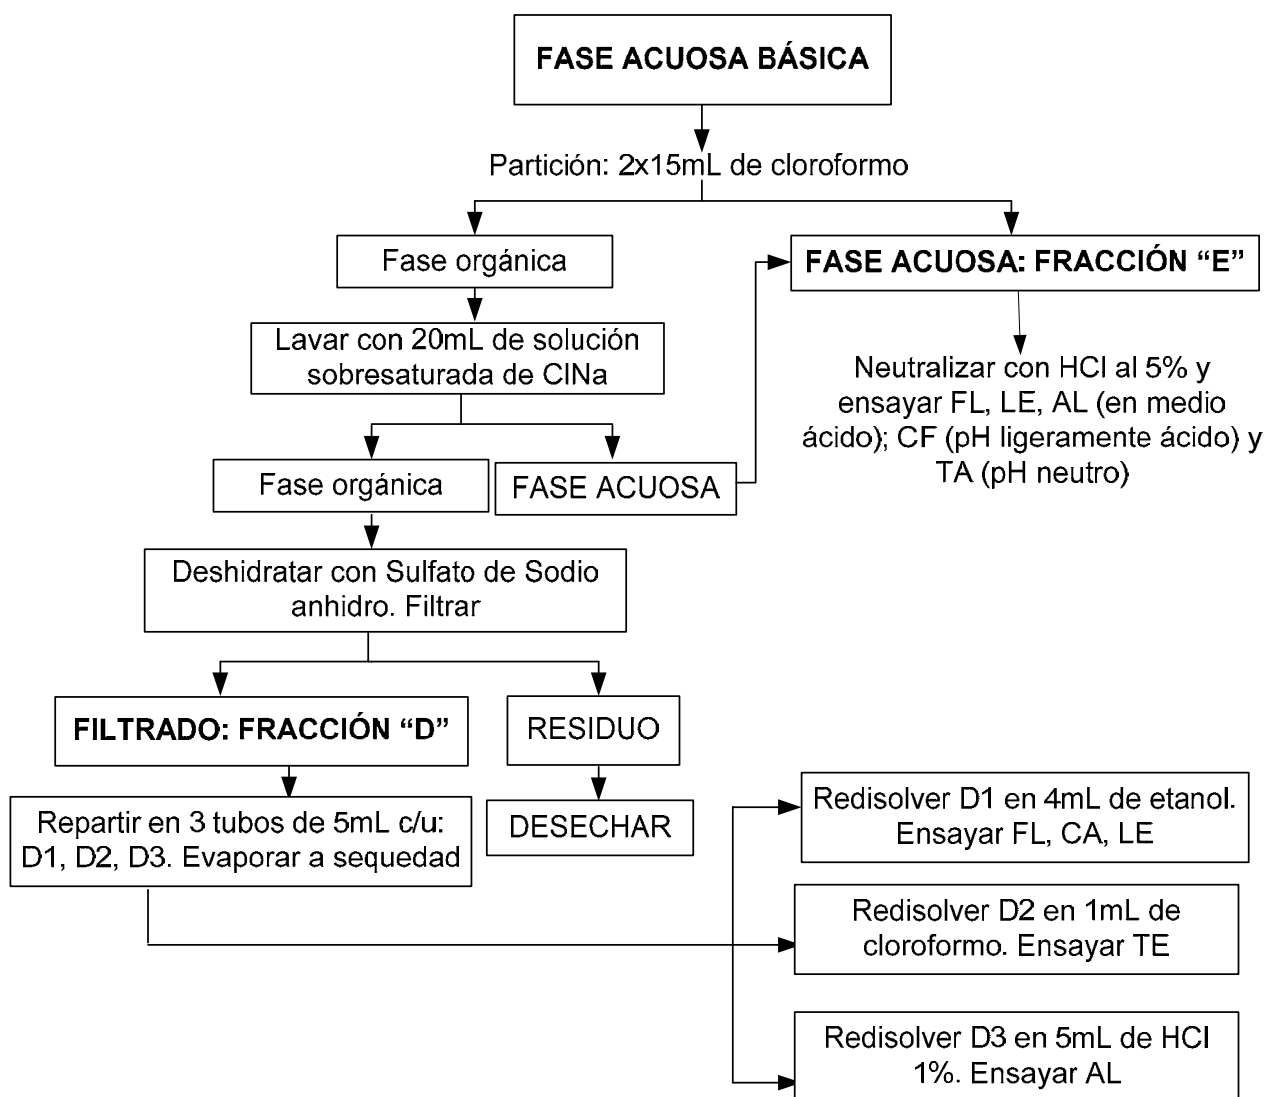 FASE ACUOSA BÁSICA
Partición: 2x15mL de cloroformo
Fase orgánica
FASE ACUOSA: FRACCIÓN “E”
Lavar con 20mL de solución
sobresaturada de ClNa
Neutralizar con HCl al 5% y
ensayar FL, LE, AL (en medio
ácido); CF (pH ligeramente ácido) y
TA (pH neutro)
Fase orgánica
FASE ACUOSA
Deshidratar con Sulfato de Sodio
anhidro. Filtrar
FILTRADO: FRACCIÓN “D”
RESIDUO
Repartir en 3 tubos de 5mL c/u:
D1, D2, D3. Evaporar a sequedad
DESECHAR
Redisolver D1 en 4mL de etanol.
Ensayar FL, CA, LE
Redisolver D2 en 1mL de
cloroformo. Ensayar TE
Redisolver D3 en 5mL de HCl
1%. Ensayar AL